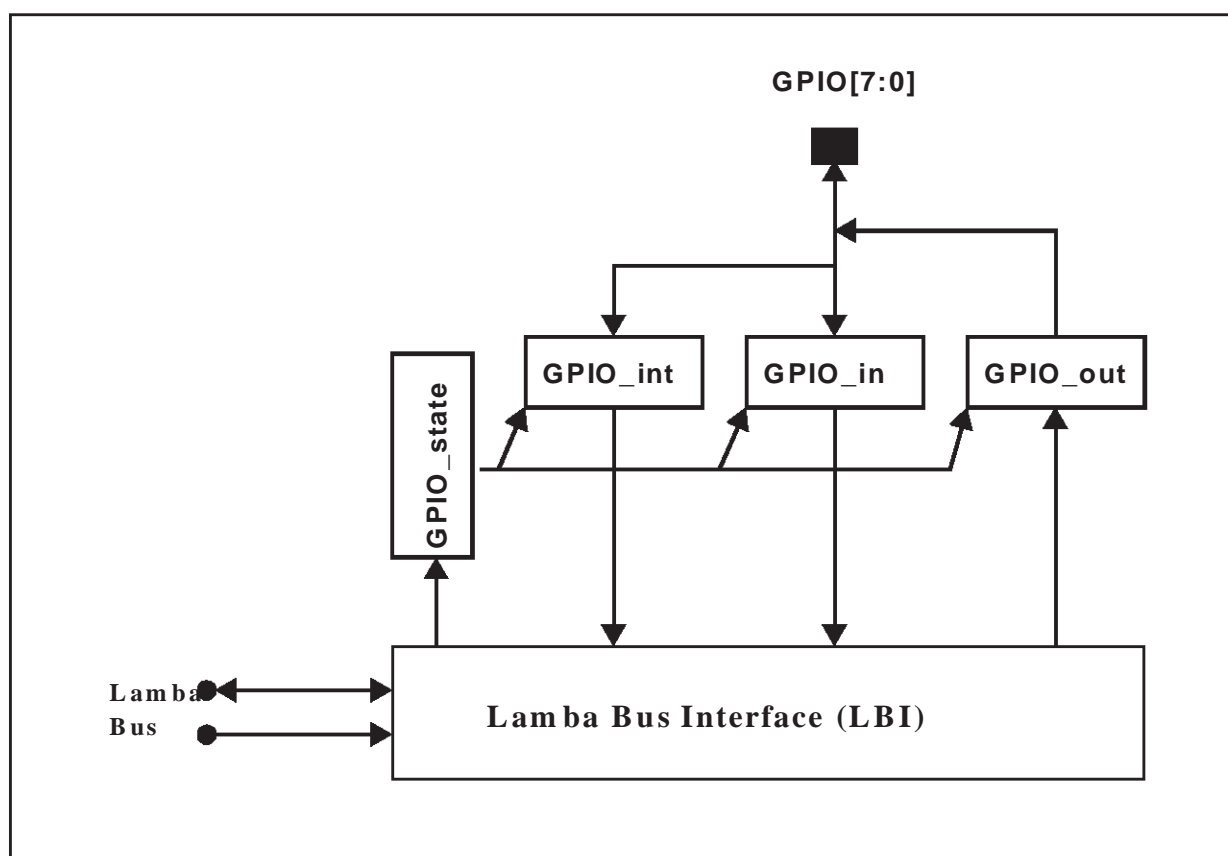 GPIO[7:0]
GPIO_int
GPIO_in
GPIO_out
GPIO_state
Lamba
Bus
Lamba Bus Interface (LBI)